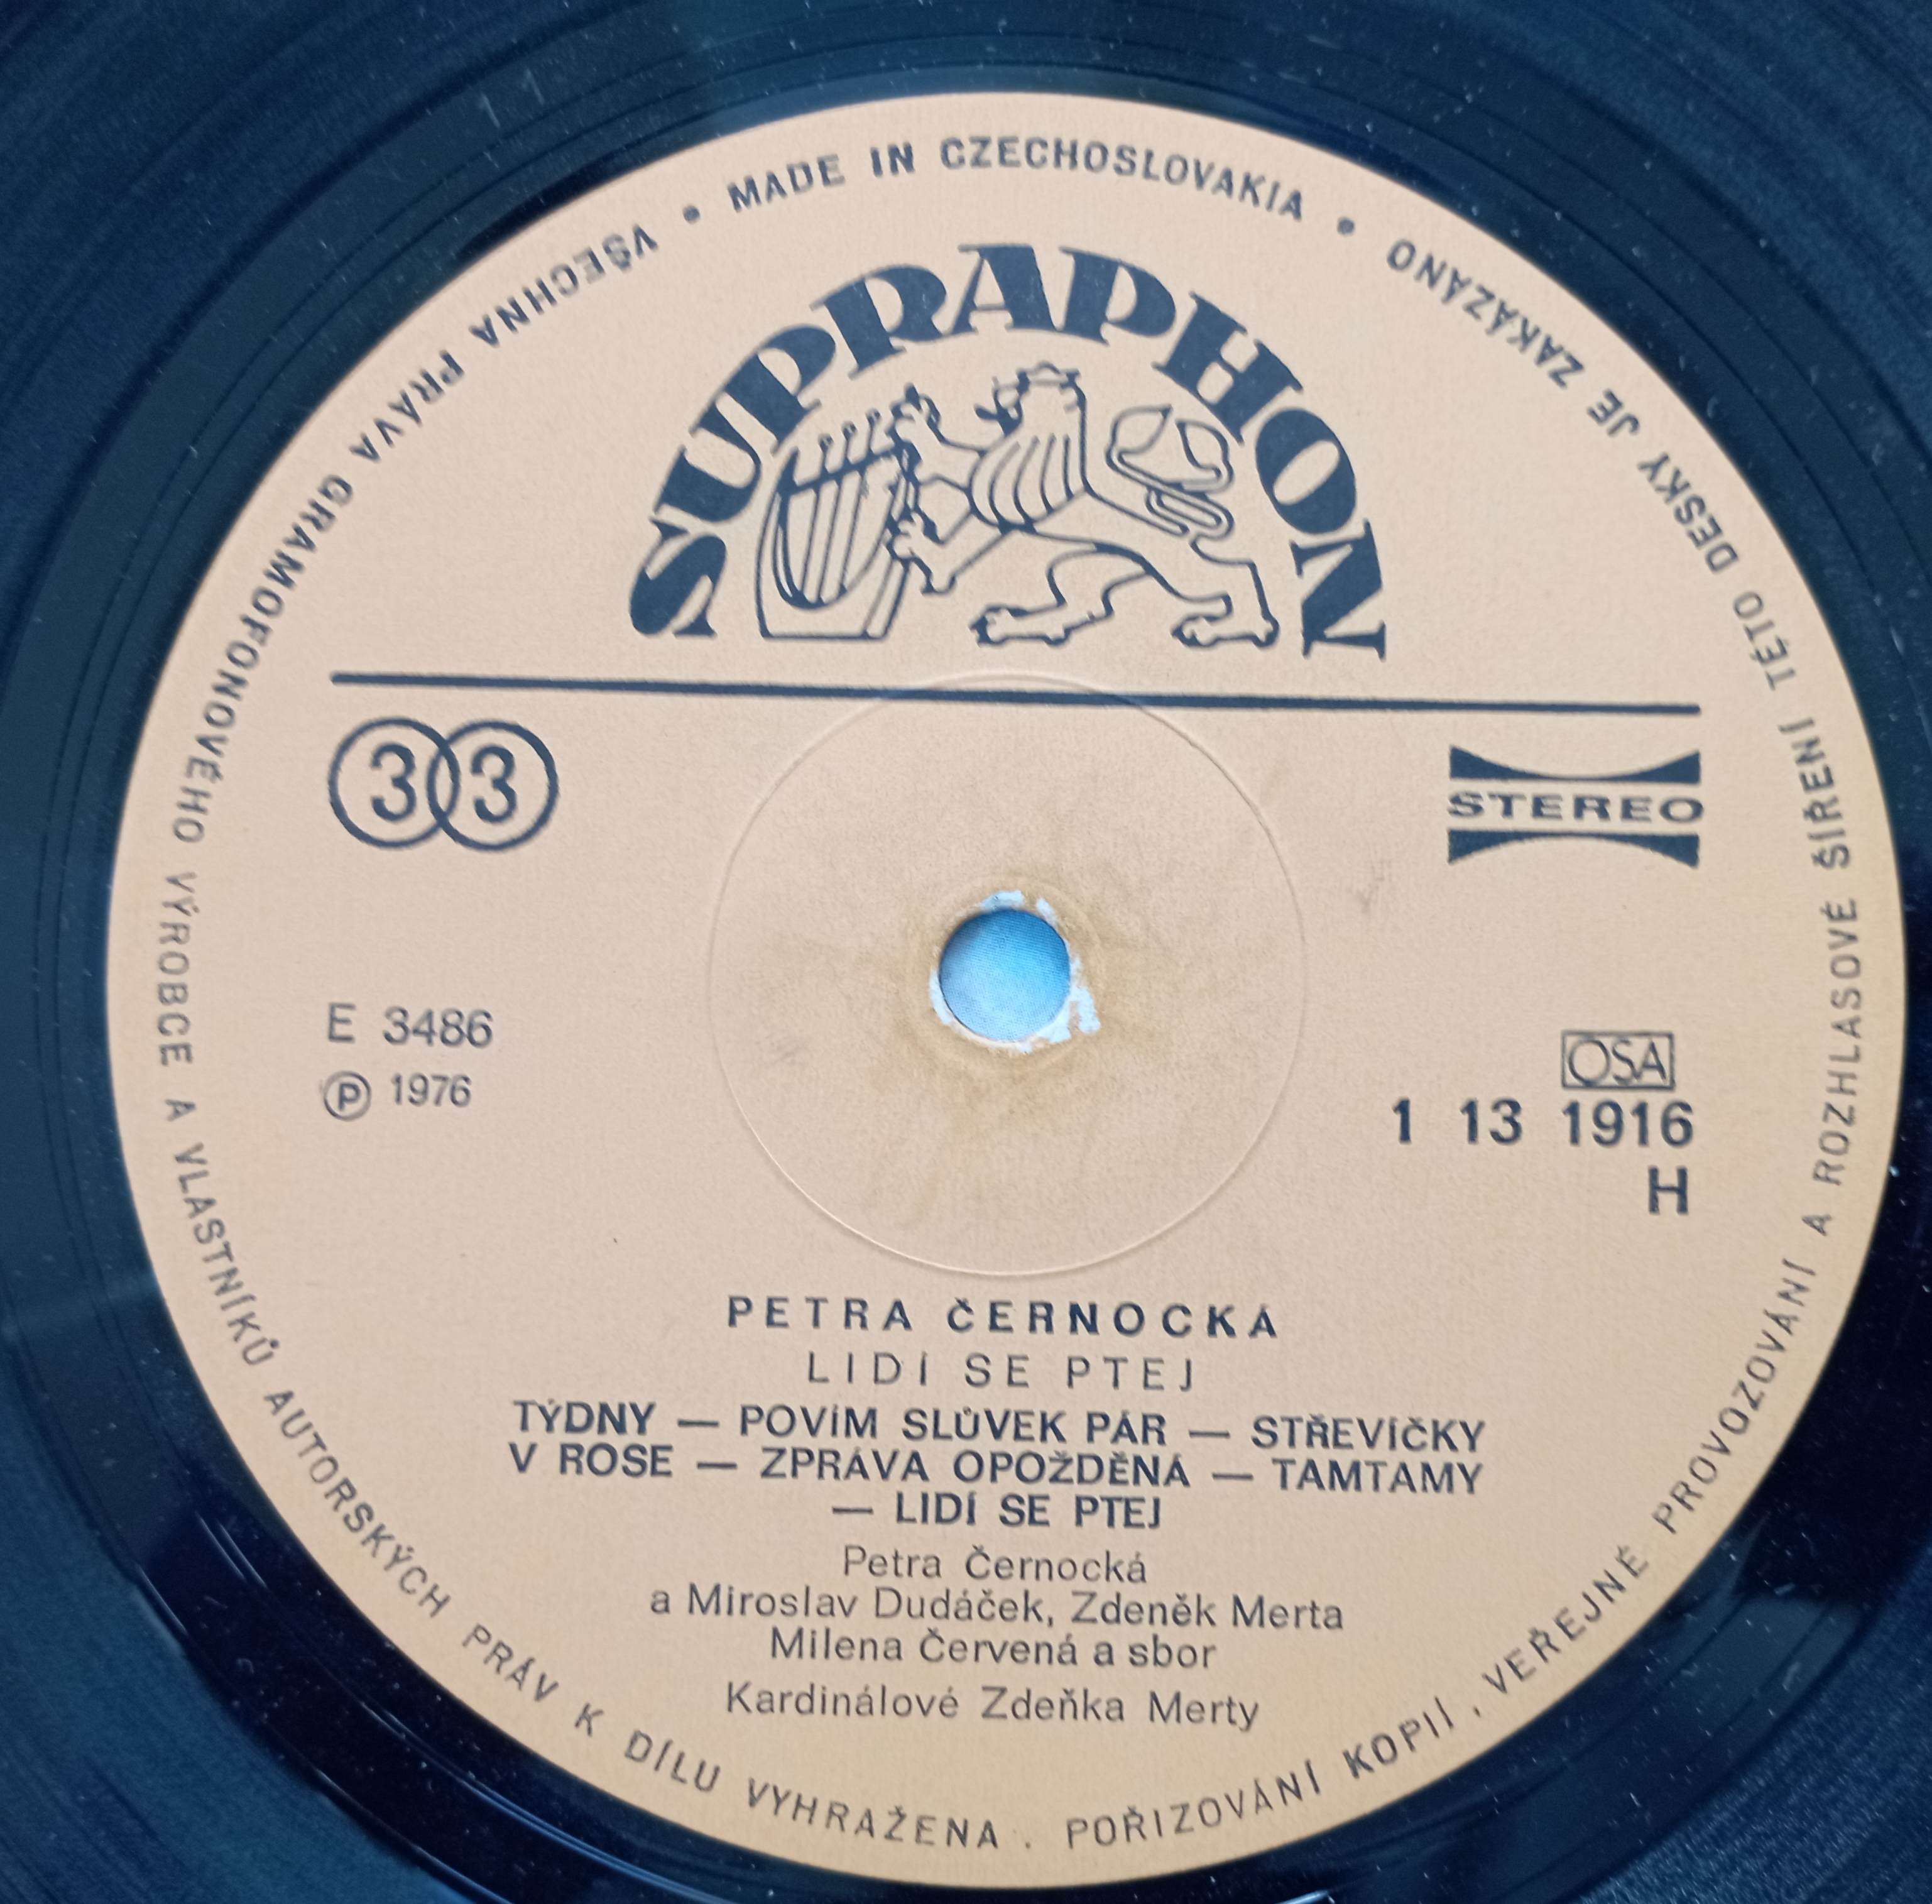 VŠECHNA PRÁVA GRAMOFONOVÉHO VÝROBCE A VLASTNÍKŮ AUTORSKÝCH PRÁV K DÍLU VYHRAŽENA . POŘIZOVÁNÍ KOPIÍ, VEŘEJNÉ PROVOZOVÁNÍ A ROZHLASOVÉ ŠÍŘENÍ TÉTO DESKY JE ZAKÁZÁNO • MADE IN CZECHOSLOVAKIA •
SUPRAPHON
33
STEREO
E 3486
Ⓟ 1976
OSA
1 13 1916
H
PETRA ČERNOCKÁ
LIDÍ SE PTEJ
TÝDNY — POVÍM SLŮVEK PÁR — STŘEVÍČKY
V ROSE — ZPRÁVA OPOŽDĚNÁ — TAMTAMY
— LIDÍ SE PTEJ
Petra Černocká
a Miroslav Dudáček, Zdeněk Merta
Milena Červená a sbor
Kardinálové Zdeňka Merty